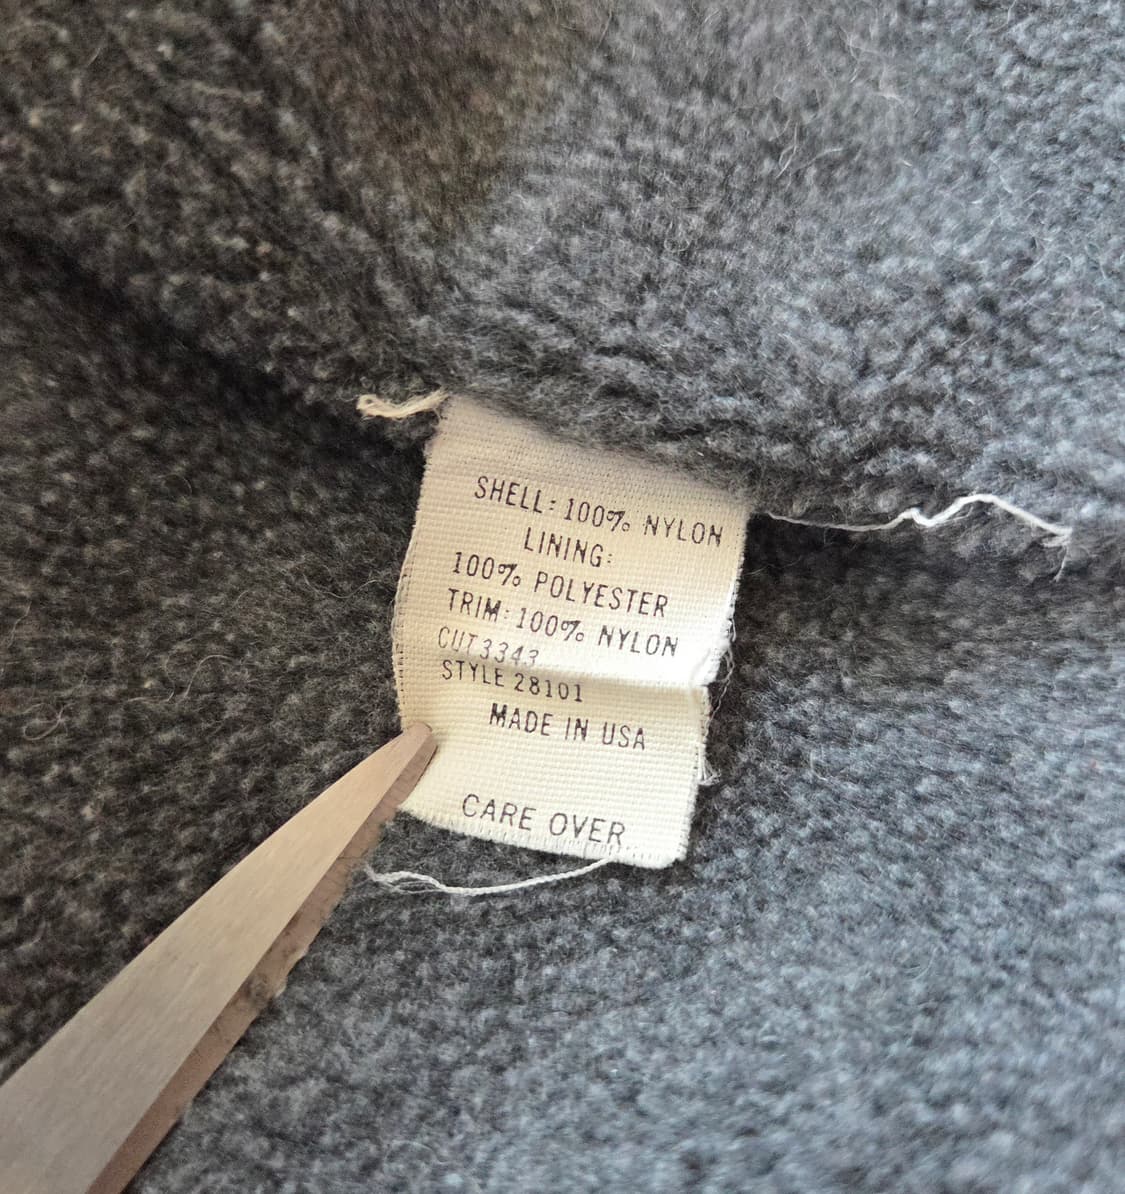 SHELL: 100% NYLON
LINING:
100% POLYESTER
TRIM: 100% NYLON
CUT 3343
STYLE 28101
MADE IN USA
CARE OVER